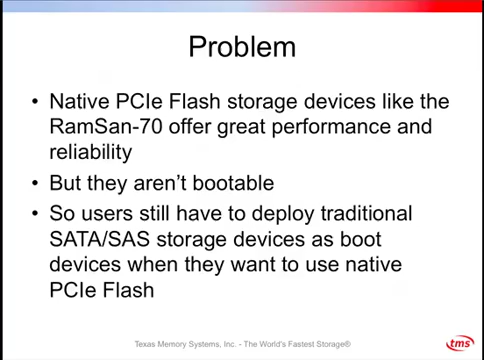 Problem
• Native PCIe Flash storage devices like the
RamSan-70 offer great performance and
reliability
• But they aren't bootable
• So users still have to deploy traditional
SATA/SAS storage devices as boot
devices when they want to use native
PCIe Flash
Texas Memory Systems, Inc. - The World's Fastest Storage®
tms